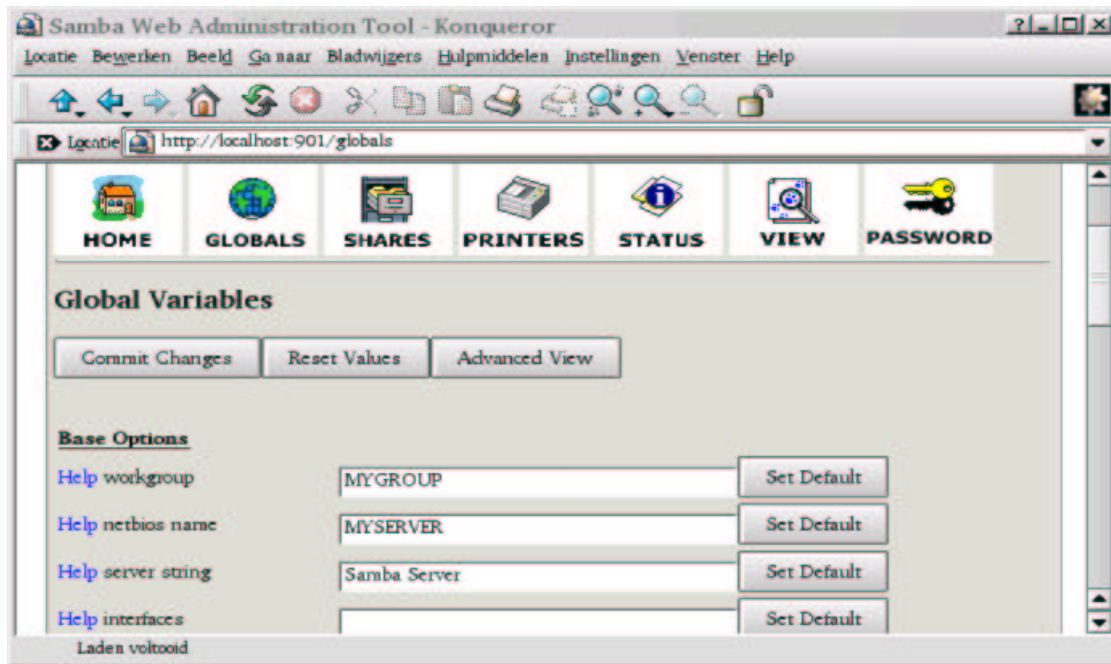 Samba Web Administration Tool - Konqueror
Locatie Bewerken Beeld Ga naar Bladwijzers Hulpmiddelen Instellingen Venster Help
Locatie http://localhost:901/globals
HOME GLOBALS SHARES PRINTERS STATUS VIEW PASSWORD
Global Variables
Commit Changes Reset Values Advanced View
Base Options
Help workgroup MYGROUP Set Default
Help netbios name MYSERVER Set Default
Help server string Samba Server Set Default
Help interfaces Set Default
Laden voltooid